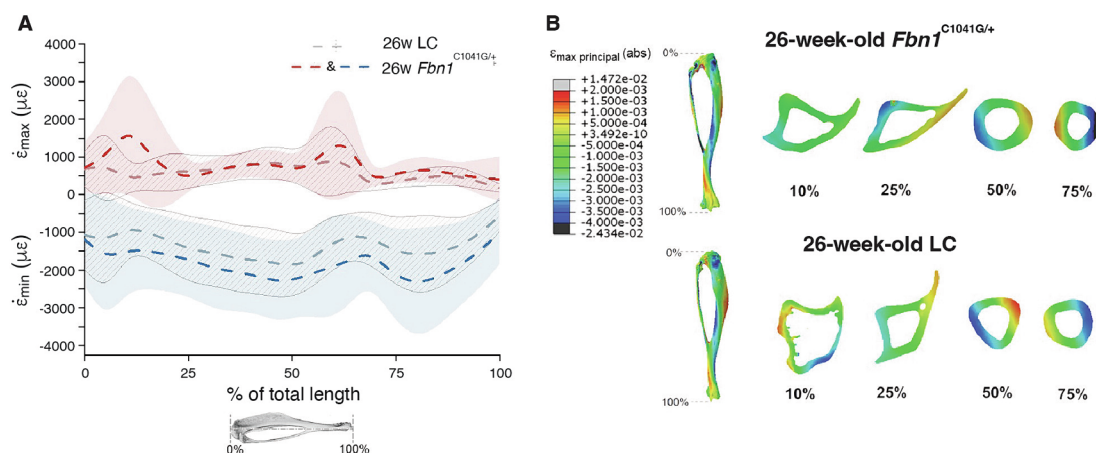 A
4000
3000
2000
1000
0
-1000
-2000
3000
-4000
ε̇max (µε)
ε̇min (µε)
26w LC
& 26w Fbn1C1041G/+
0
25
50
75
100
% of total length
0%
100%
B
εmax principal (abs)
+1.472e-02
+2.000e-03
+1.500e-03
+1.000e-03
+5.000e-04
+3.492e-10
-5.000e-04
-1.000e-03
-1.500e-03
-2.000e-03
-2.500e-03
-3.000e-03
-3.500e-03
-4.000e-03
-2.434e-02
0%
100%
26-week-old Fbn1C1041G/+
10%
25%
50%
75%
0%
100%
26-week-old LC
10%
25%
50%
75%